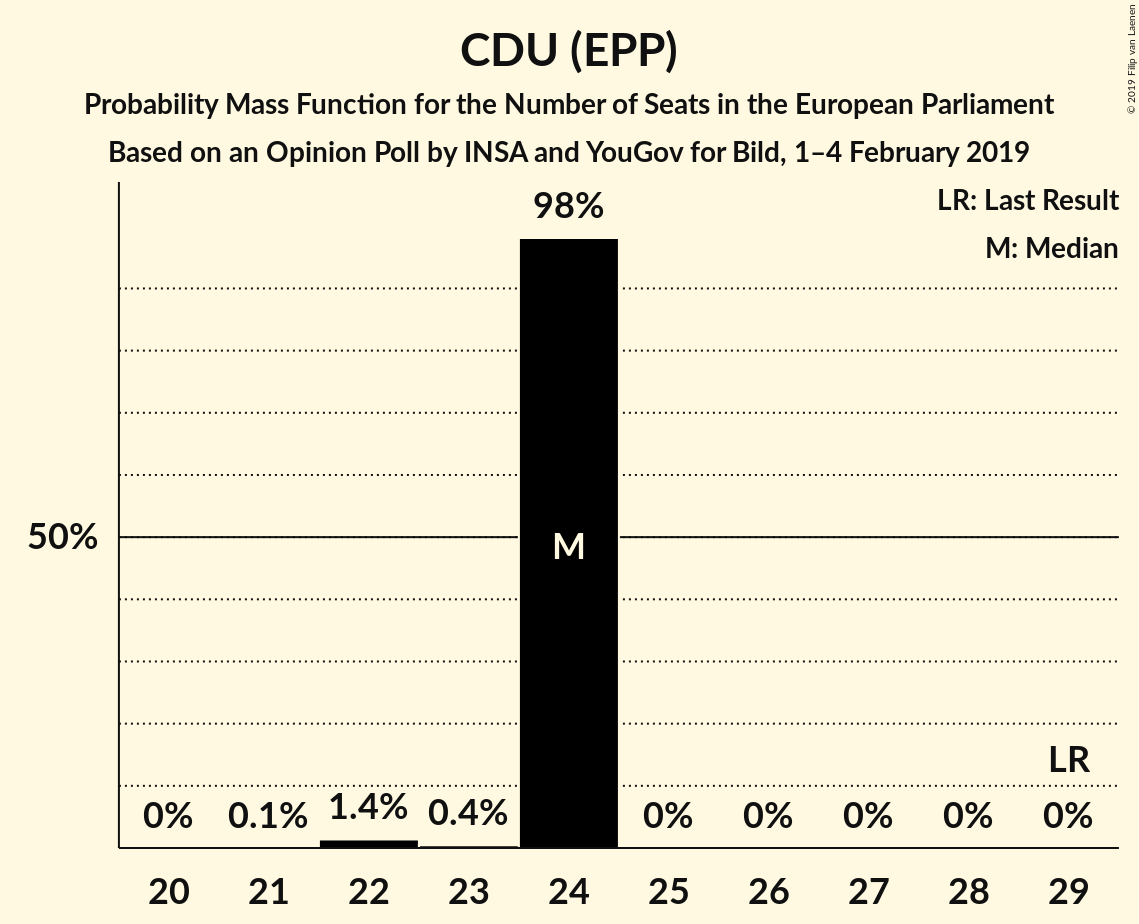 CDU (EPP)
Probability Mass Function for the Number of Seats in the European Parliament
Based on an Opinion Poll by INSA and YouGov for Bild, 1–4 February 2019
© 2019 Filip van Laenen
LR: Last Result
M: Median
98%
50%
M
LR
0% 0.1% 1.4% 0.4% 0% 0% 0% 0% 0%
20 21 22 23 24 25 26 27 28 29